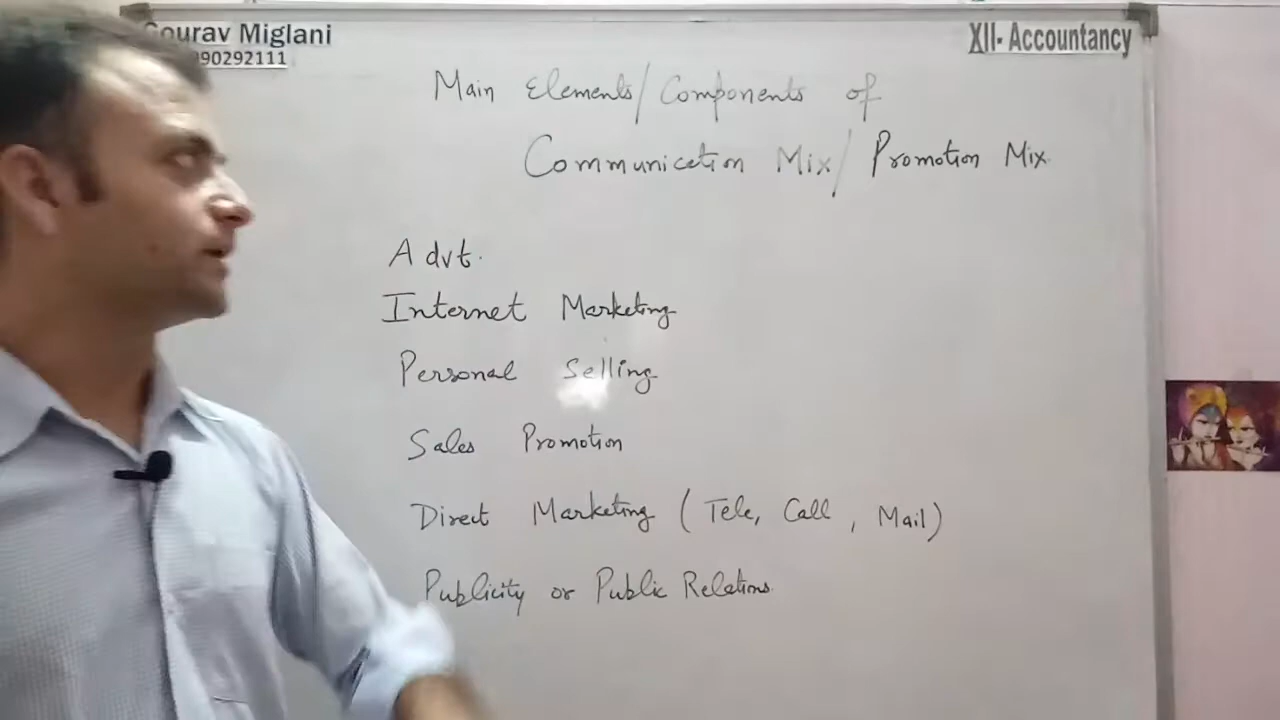 Miglani
XII- Accountancy
90292111
Main Elements/Components of
Communication Mix/Promotion Mix
Advt.
Internet Marketing
Personal Selling
Sales Promotion
Direct Marketing (Tele, Call, Mail)
Publicity or Public Relations